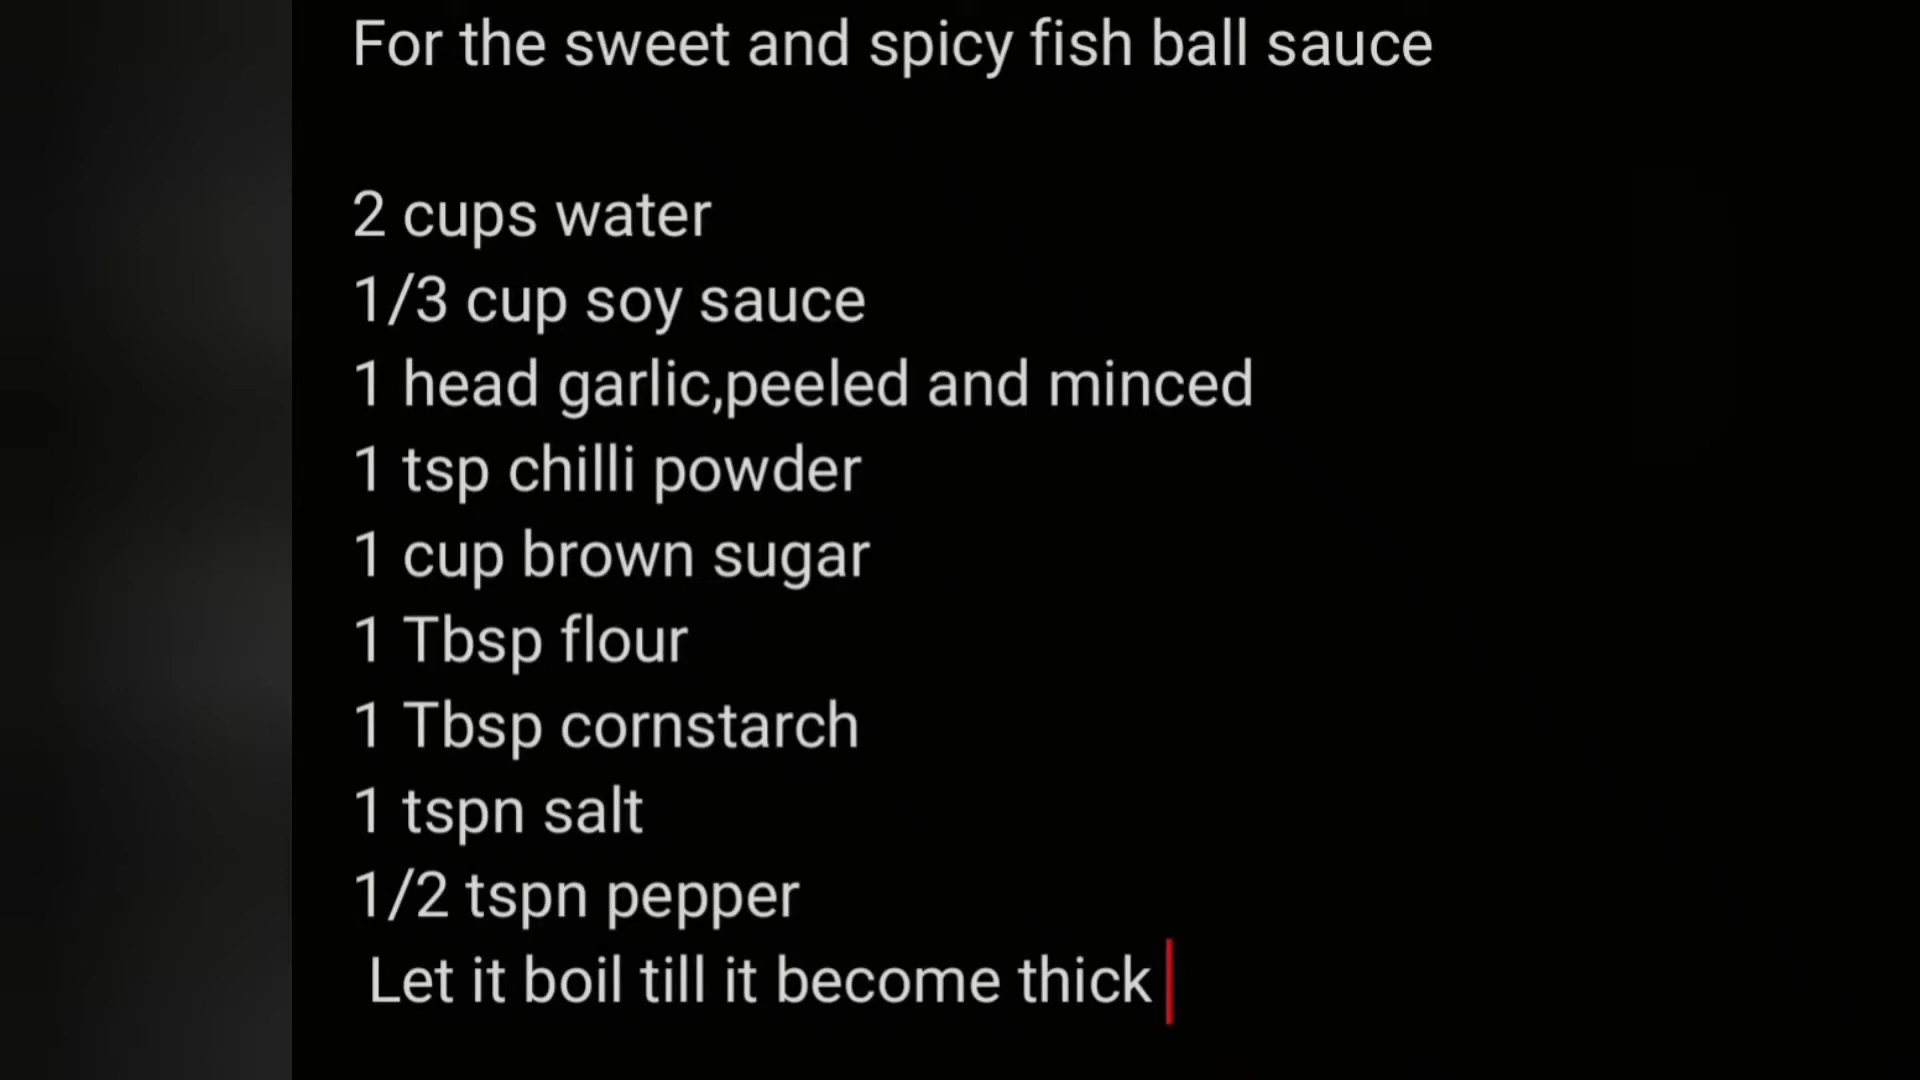 For the sweet and spicy fish ball sauce
2 cups water
1/3 cup soy sauce
1 head garlic,peeled and minced
1 tsp chilli powder
1 cup brown sugar
1 Tbsp flour
1 Tbsp cornstarch
1 tspn salt
1/2 tspn pepper
Let it boil till it become thick